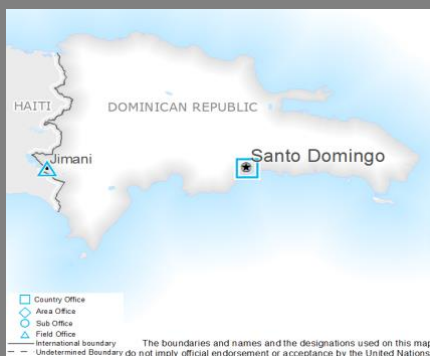 HAITI
DOMINICAN REPUBLIC
Jimani
Santo Domingo
Country Office
Area Office
Sub Office
Field Office
International boundary
The boundaries and names and the designations used on this map
Undetermined Boundary
do not imply official endorsement or acceptance by the United Nations